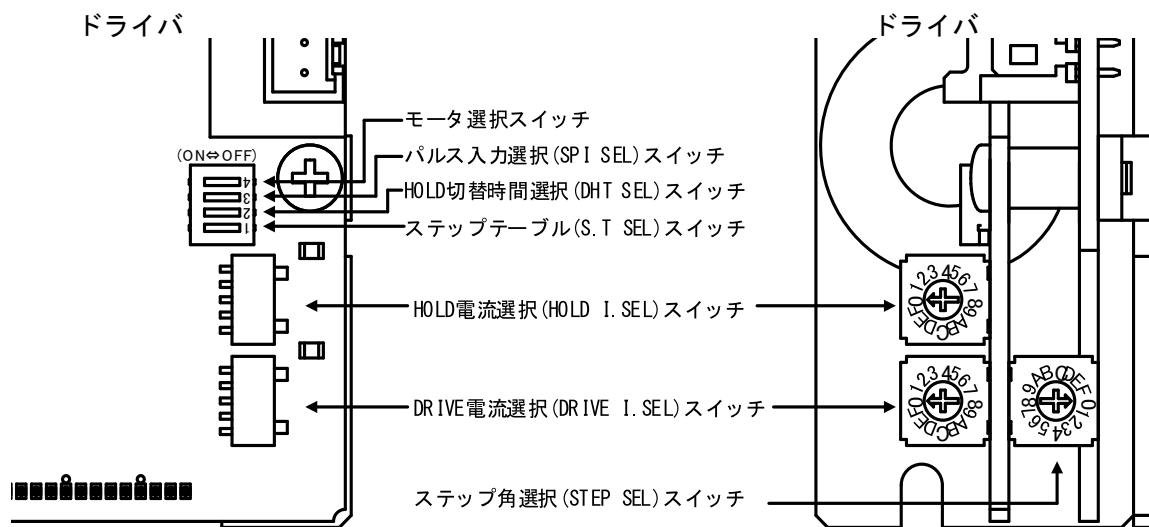 ドライバ
ドライバ
モータ選択スイッチ
(ON⇔OFF)
パルス入力選択(SPI SEL)スイッチ
HOLD切替時間選択(DHT SEL)スイッチ
ステップテーブル(S.T SEL)スイッチ
4
3
2
1
HOLD電流選択(HOLD I.SEL)スイッチ
0123456789ABCDEF
DRIVE電流選択(DRIVE I.SEL)スイッチ
0123456789ABCDEF
0123456789ABCDEF
ステップ角選択(STEP SEL)スイッチ